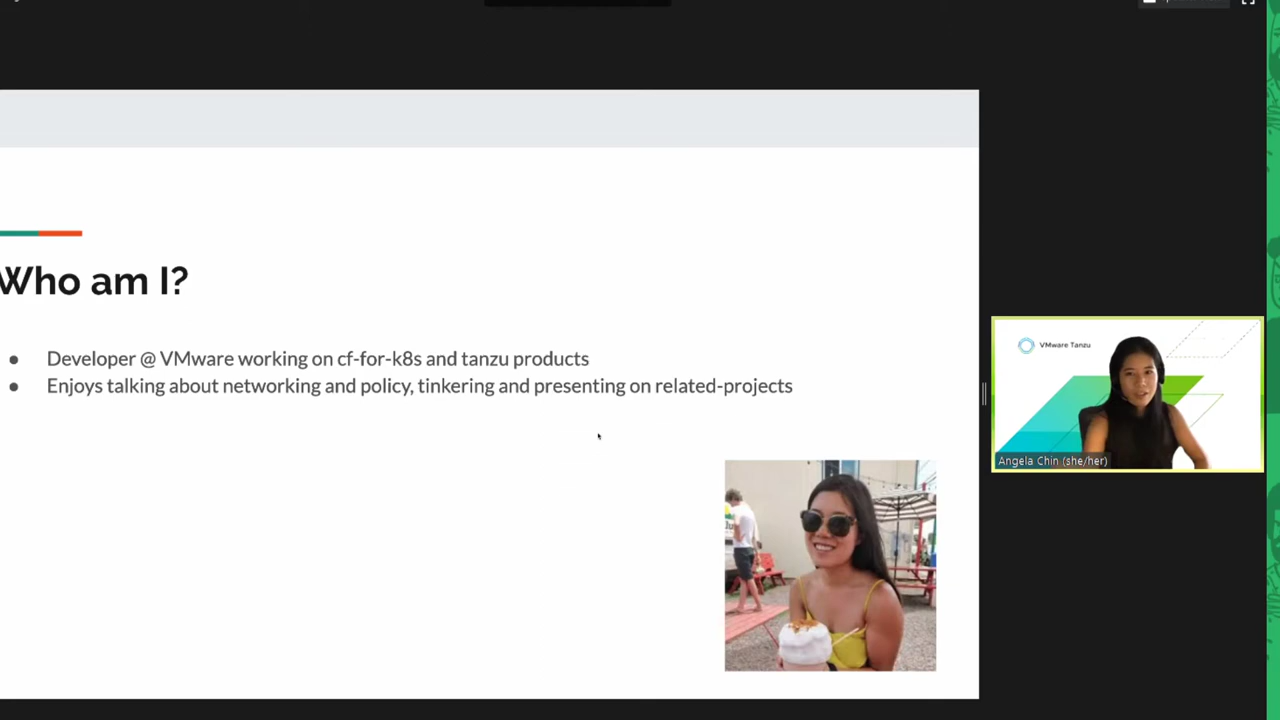 Who am I?
● Developer @ VMware working on cf-for-k8s and tanzu products
● Enjoys talking about networking and policy, tinkering and presenting on related-projects
VMware Tanzu
Angela Chin (she/her)